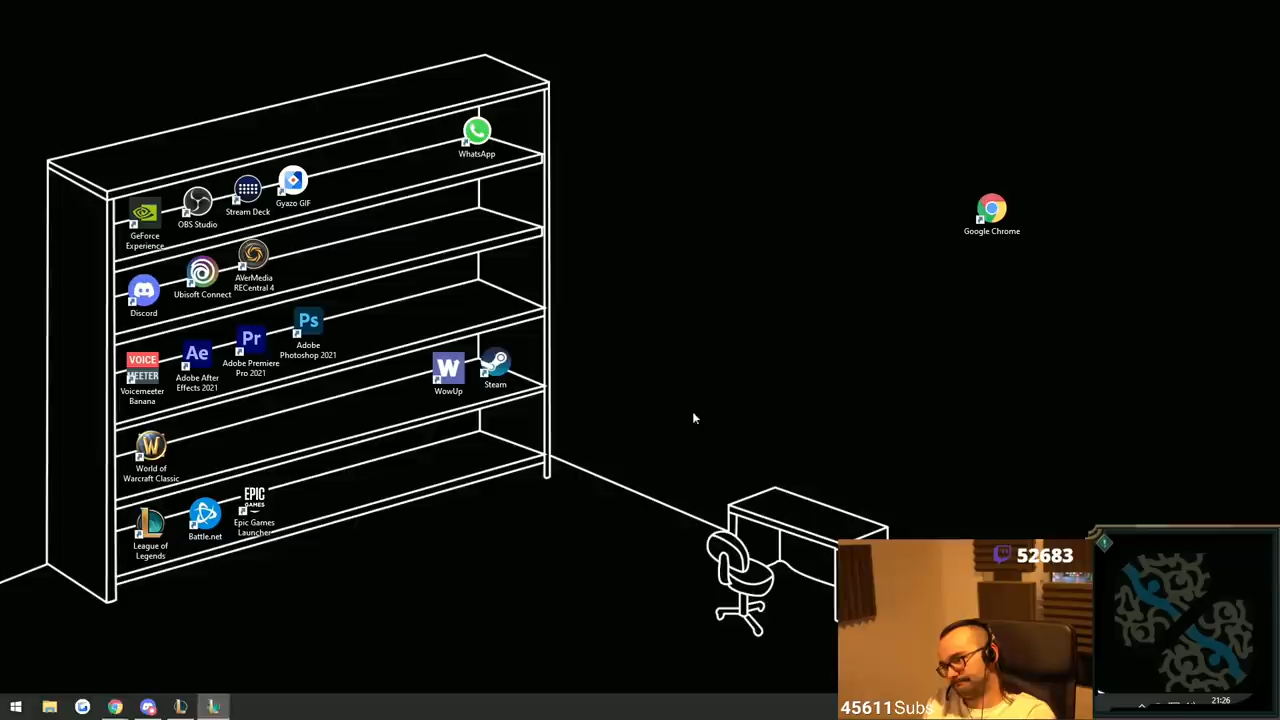 WhatsApp
GeForce
Experience
OBS Studio
Stream Deck
Gyazo GIF
Google Chrome
Discord
Ubisoft Connect
AVerMedia
RECentral 4
VOICE
MEETER
Voicemeeter
Banana
Ae
Adobe After
Effects 2021
Pr
Adobe Premiere
Pro 2021
Ps
Adobe
Photoshop 2021
W
WowUp
Steam
W
World of
Warcraft Classic
L
League of
Legends
Battle.net
EPIC
GAMES
Epic Games
Launcher
52683
45611Subs
21:26